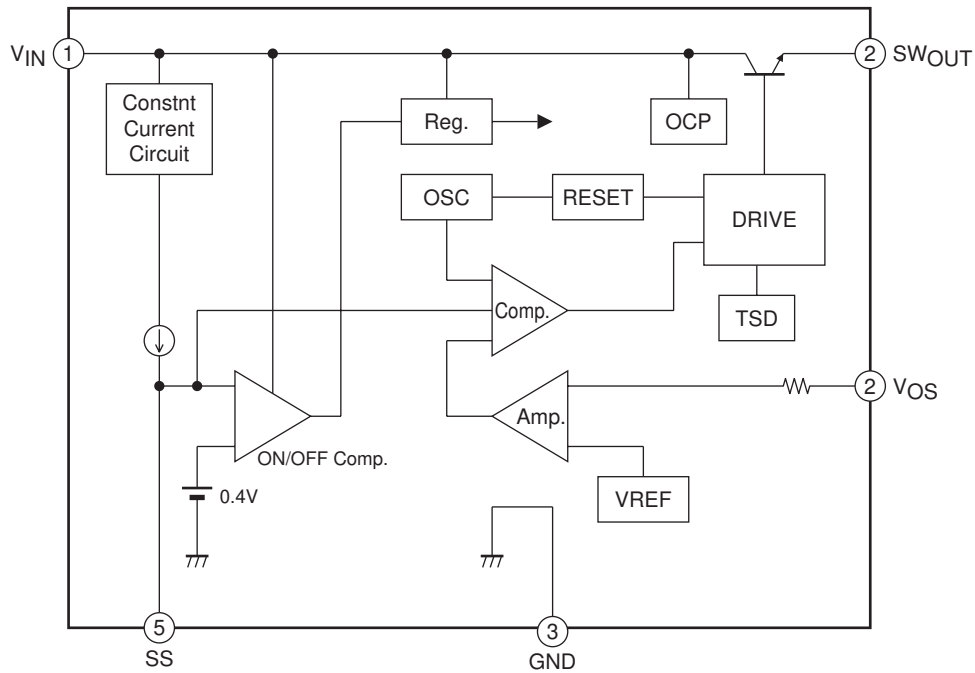 VIN
1
2
SWOUT
Constnt
Current
Circuit
Reg.
OCP
OSC
RESET
DRIVE
Comp.
TSD
2
VOS
Amp.
ON/OFF Comp.
0.4V
VREF
5
SS
3
GND